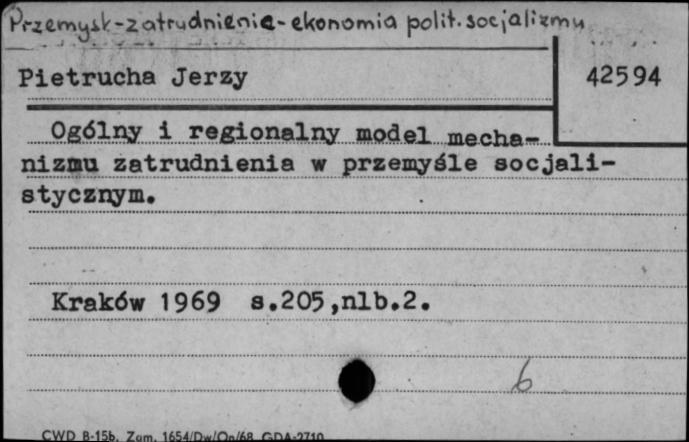 Przemysł-zatrudnienie-ekonomia polit. socjalizmu
Pietrucha Jerzy
42594
Ogólny i regionalny model mecha-
nizmu zatrudnienia w przemyśle socjali-
stycznym.
Kraków 1969 s.205,nlb.2.
6
CWD B-15b. Zam. 1654/Dw/On/68 GDA-2710